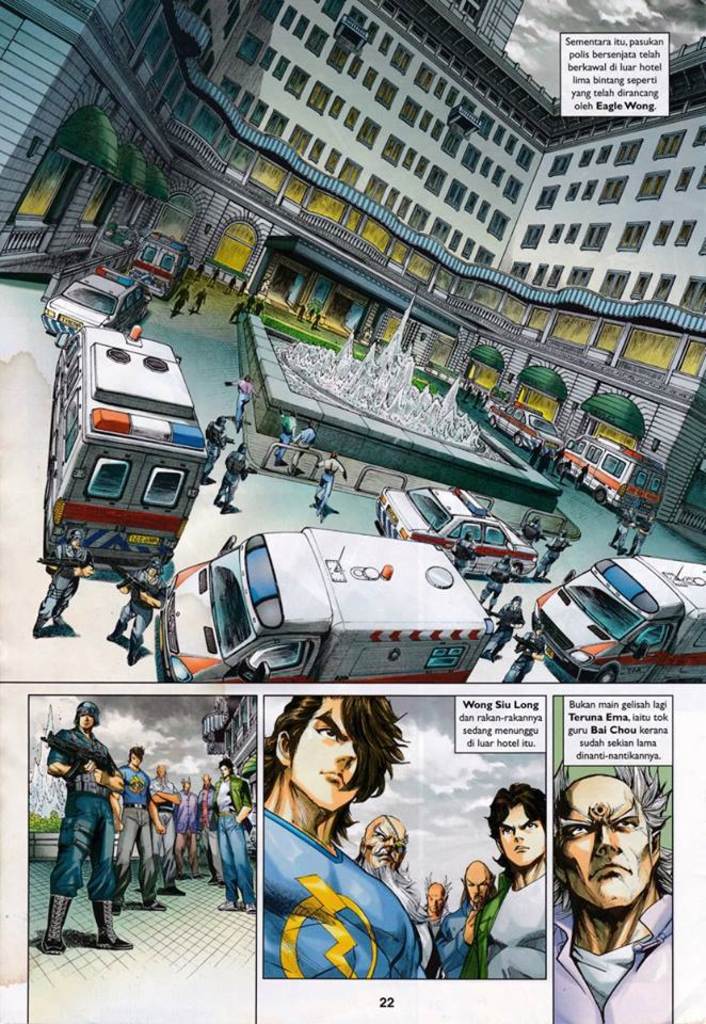 Sementara itu, pasukan
polis bersenjata telah
berkawal di luar hotel
lima bintang seperti
yang telah dirancang
oleh Eagle Wong.
Wong Siu Long
dan rakan-rakannya
sedang menunggu
di luar hotel itu.
Bukan main gelisah lagi
Teruna Ema, iaitu tok
guru Bai Chou kerana
sudah sekian lama
dinanti-nantikannya.
22